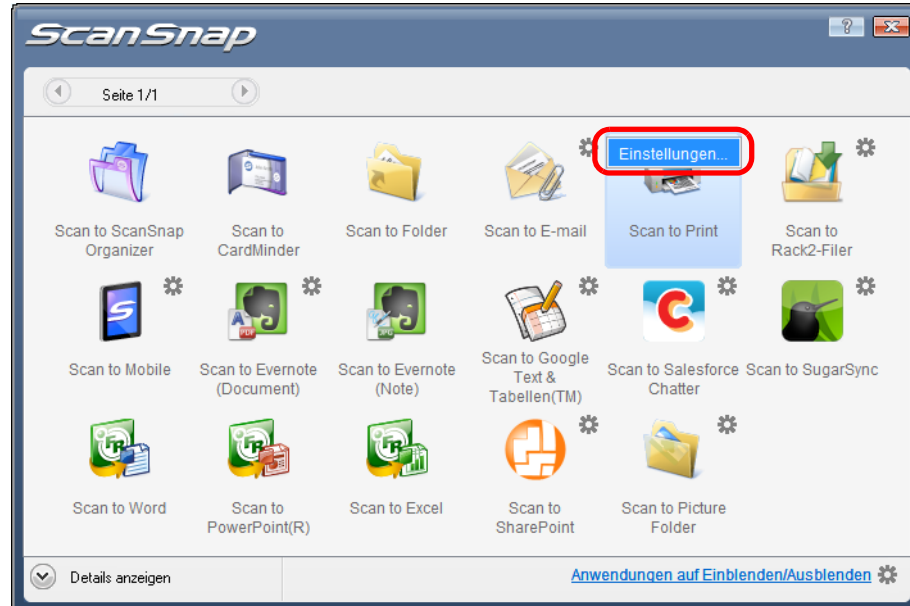 ScanSnap
Seite 1/1
Einstellungen...
Scan to ScanSnap
Organizer
Scan to
CardMinder
Scan to Folder
Scan to E-mail
Scan to Print
Scan to
Rack2-Filer
Scan to Mobile
Scan to Evernote
(Document)
Scan to Evernote
(Note)
Scan to Google
Text &
Tabellen(TM)
Scan to Salesforce
Chatter
Scan to SugarSync
Scan to Word
Scan to
PowerPoint(R)
Scan to Excel
Scan to
SharePoint
Scan to Picture
Folder
Details anzeigen
Anwendungen auf Einblenden/Ausblenden